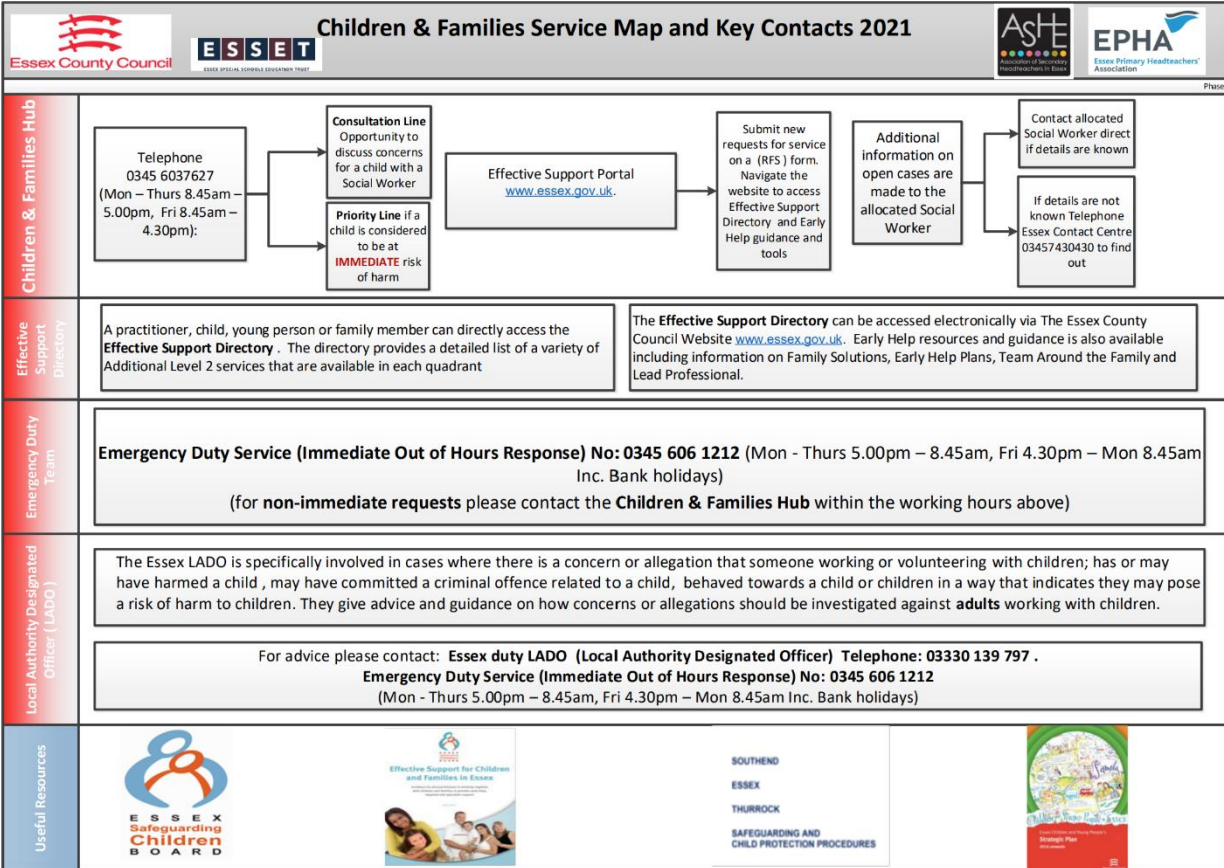 Children & Families Service Map and Key Contacts 2021
Essex County Council
ESSET
ESSEX SPECIAL SCHOOLS EDUCATION TRUST
ASHE
Association of Secondary
Headteachers in Essex
EPHA
Essex Primary Headteachers'
Association
Phase
Children & Families Hub
Telephone
0345 6037627
(Mon – Thurs 8.45am –
5.00pm, Fri 8.45am –
4.30pm):
Consultation Line
Opportunity to
discuss concerns
for a child with a
Social Worker
Priority Line if a
child is considered
to be at
IMMEDIATE risk
of harm
Effective Support Portal
www.essex.gov.uk.
Submit new
requests for service
on a (RFS ) form.
Navigate the
website to access
Effective Support
Directory and Early
Help guidance and
tools
Additional
information on
open cases are
made to the
allocated Social
Worker
Contact allocated
Social Worker direct
if details are known
If details are not
known Telephone
Essex Contact Centre
03457430430 to find
out
Effective
Support
Directory
A practitioner, child, young person or family member can directly access the
Effective Support Directory . The directory provides a detailed list of a variety of
Additional Level 2 services that are available in each quadrant
The Effective Support Directory can be accessed electronically via The Essex County
Council Website www.essex.gov.uk. Early Help resources and guidance is also available
including information on Family Solutions, Early Help Plans, Team Around the Family and
Lead Professional.
Emergency Duty
Team
Emergency Duty Service (Immediate Out of Hours Response) No: 0345 606 1212 (Mon - Thurs 5.00pm – 8.45am, Fri 4.30pm – Mon 8.45am
Inc. Bank holidays)
(for non-immediate requests please contact the Children & Families Hub within the working hours above)
Local Authority Designated
Officer ( LADO)
The Essex LADO is specifically involved in cases where there is a concern or allegation that someone working or volunteering with children; has or may
have harmed a child , may have committed a criminal offence related to a child, behaved towards a child or children in a way that indicates they may pose
a risk of harm to children. They give advice and guidance on how concerns or allegations should be investigated against adults working with children.
For advice please contact: Essex duty LADO (Local Authority Designated Officer) Telephone: 03330 139 797 .
Emergency Duty Service (Immediate Out of Hours Response) No: 0345 606 1212
(Mon - Thurs 5.00pm – 8.45am, Fri 4.30pm – Mon 8.45am Inc. Bank holidays)
Useful Resources
ESSEX
Safeguarding
Children
BOARD
Effective Support for Children
and Families in Essex
SOUTHEND
ESSEX
THURROCK
SAFEGUARDING AND
CHILD PROTECTION PROCEDURES
Essex Children and Young People's
Strategic Plan